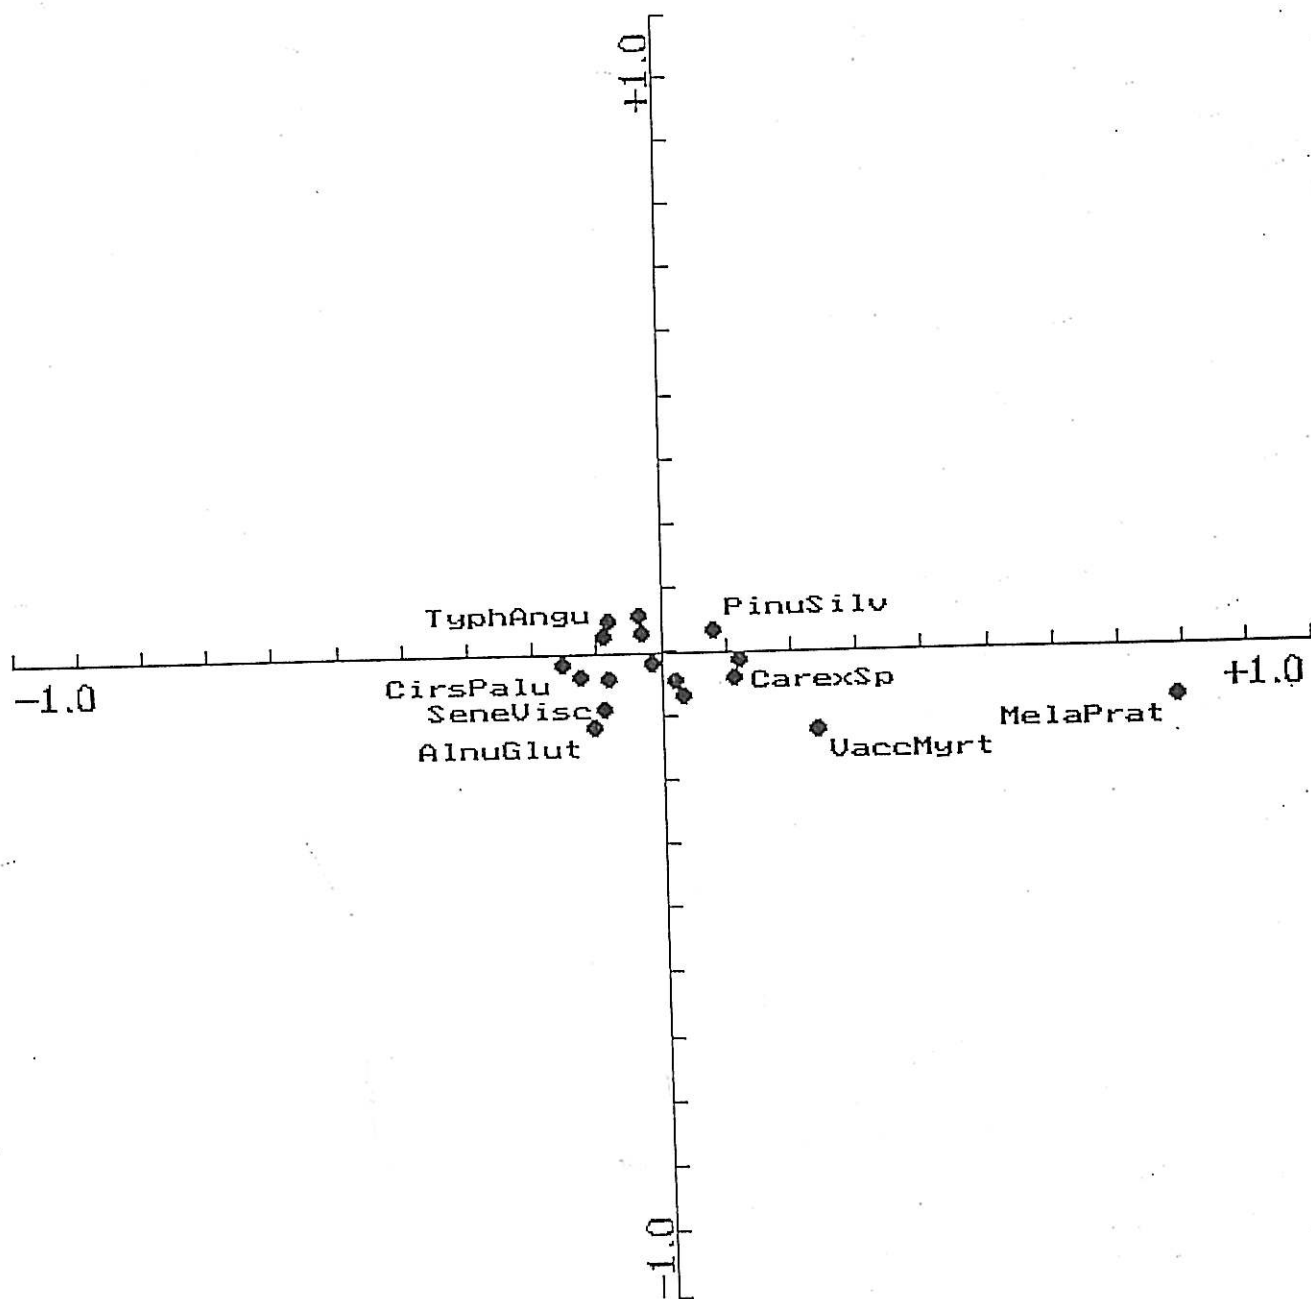 +1.0
PinuSilv
TyphAngu
-1.0
CirsPalu
CarexSp
+1.0
SeneVisc
MelaPrat
AlnuGlut
VaccMyrt
-1.0